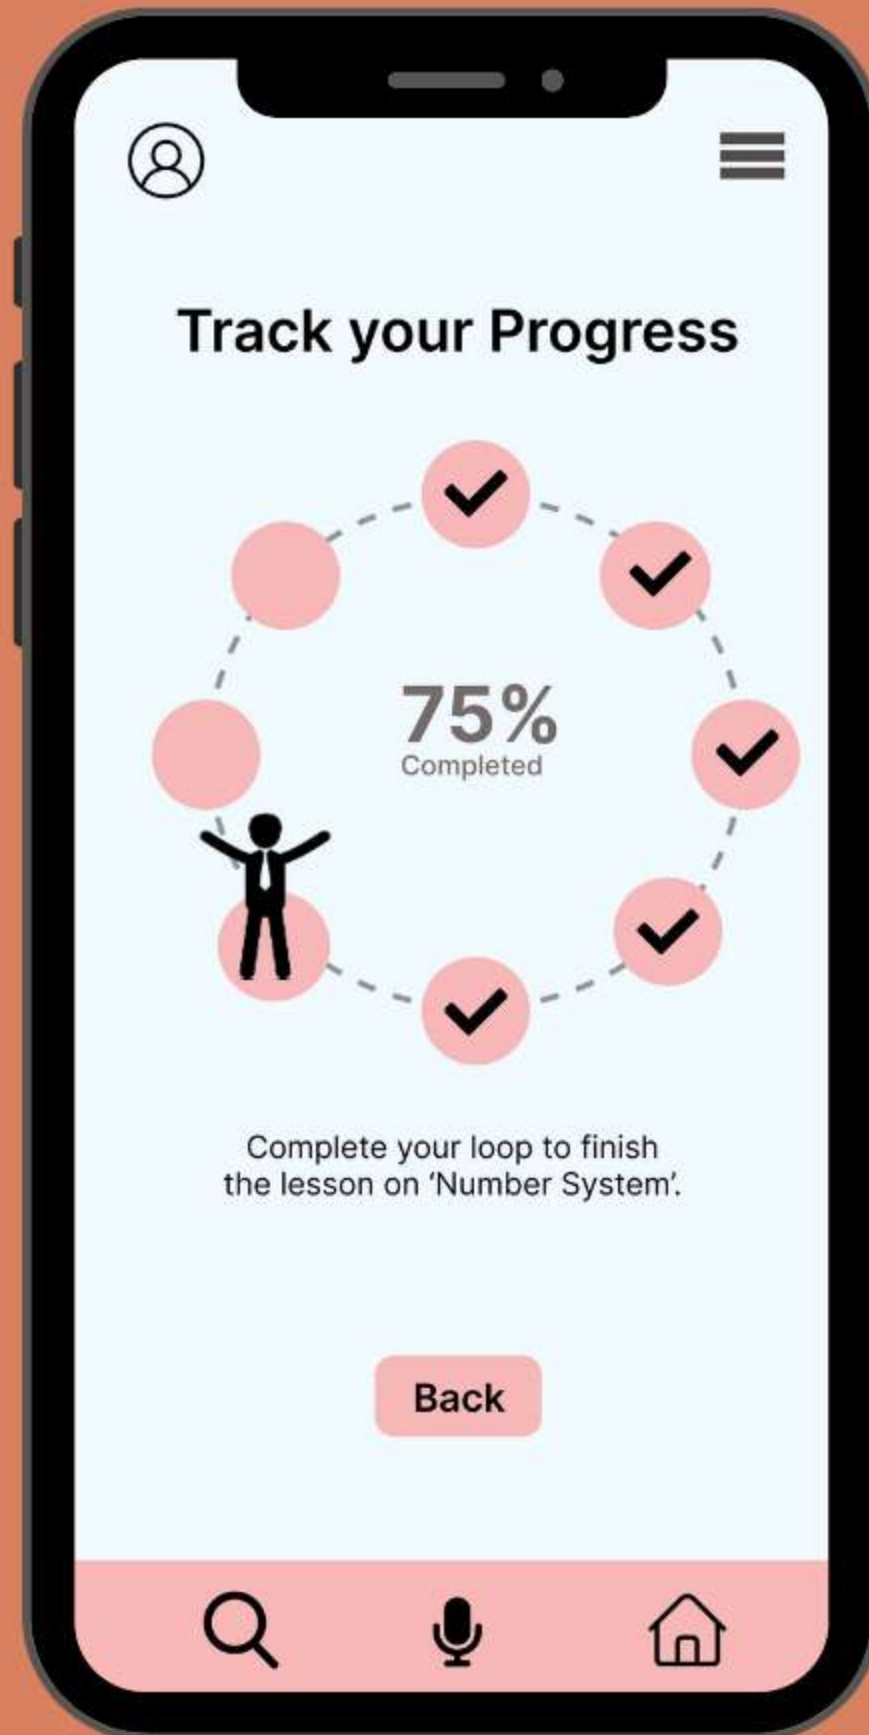 Track your Progress
75%
Completed
Complete your loop to finish
the lesson on ‘Number System’.
Back